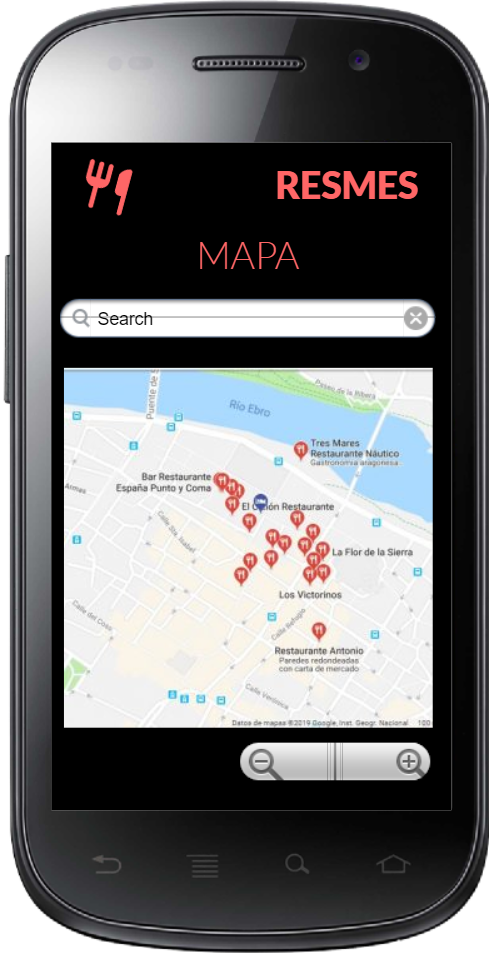 RESMES
MAPA
Search
Paseo de la Ribera
Puente de S
Río Ebro
Tres Mares
Restaurante Náutico
Gastronomía aragonesa...
Bar Restaurante
España Punto y Coma
Armas
El Unión Restaurante
Calle Sta. Isabel
La Flor de la Sierra
Los Victorinos
Calle del Coso
Calle Refugio
Restaurante Antonio
Paredes redondeadas
con carta de mercado
Calle Verónica
Datos de mapas ©2019 Google, Inst. Geogr. Nacional
100